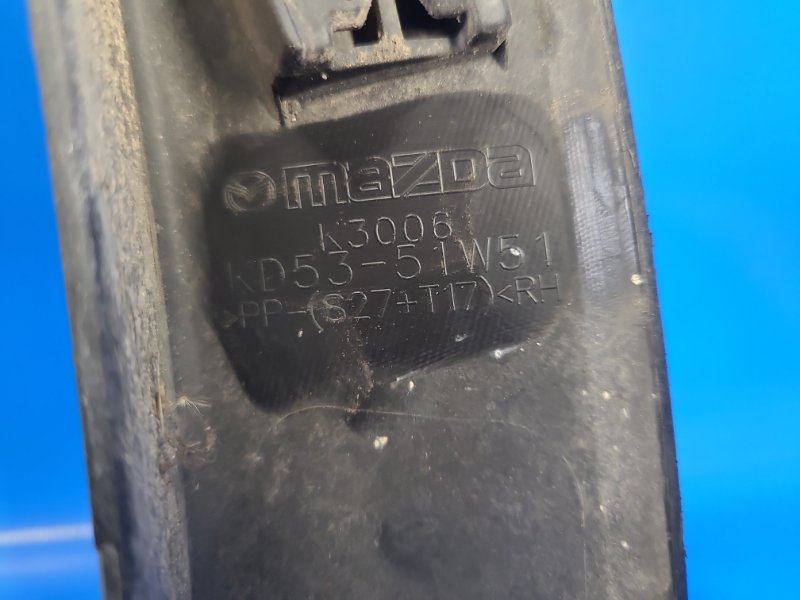 mazda
K3006
KD53-51W51
>PP-(S27+T17)<RH